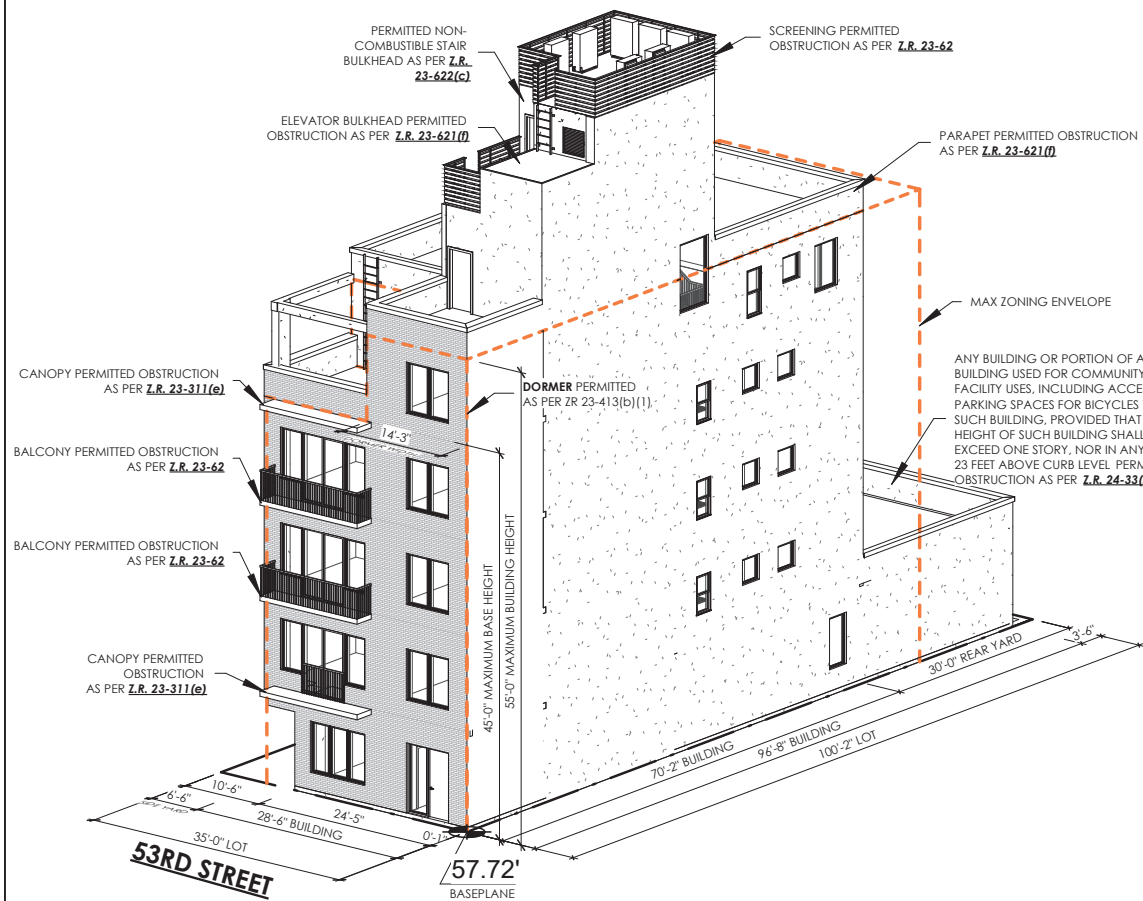 PERMITTED NON-
COMBUSTIBLE STAIR
BULKHEAD AS PER Z.R.
23-622(c)
SCREENING PERMITTED
OBSTRUCTION AS PER Z.R. 23-62
ELEVATOR BULKHEAD PERMITTED
OBSTRUCTION AS PER Z.R. 23-621(f)
PARAPET PERMITTED OBSTRUCTION
AS PER Z.R. 23-621(f)
MAX ZONING ENVELOPE
CANOPY PERMITTED OBSTRUCTION
AS PER Z.R. 23-311(e)
DORMER PERMITTED
AS PER ZR 23-413(b)(1)
ANY BUILDING OR PORTION OF A
BUILDING USED FOR COMMUNITY
FACILITY USES, INCLUDING ACCE
PARKING SPACES FOR BICYCLES
SUCH BUILDING, PROVIDED THAT
HEIGHT OF SUCH BUILDING SHALL
EXCEED ONE STORY, NOR IN ANY
23 FEET ABOVE CURB LEVEL PERM
OBSTRUCTION AS PER Z.R. 24-33(
14'-3"
BALCONY PERMITTED OBSTRUCTION
AS PER Z.R. 23-62
BALCONY PERMITTED OBSTRUCTION
AS PER Z.R. 23-62
45'-0" MAXIMUM BASE HEIGHT
55'-0" MAXIMUM BUILDING HEIGHT
CANOPY PERMITTED
OBSTRUCTION
AS PER Z.R. 23-311(e)
3'-6"
30'-0" REAR YARD
70'-2" BUILDING
96'-8" BUILDING
100'-2" LOT
10'-6"
6'-6"
SIDE YARD
24'-5"
28'-6" BUILDING
0'-1"
35'-0" LOT
53RD STREET
57.72'
BASEPLANE